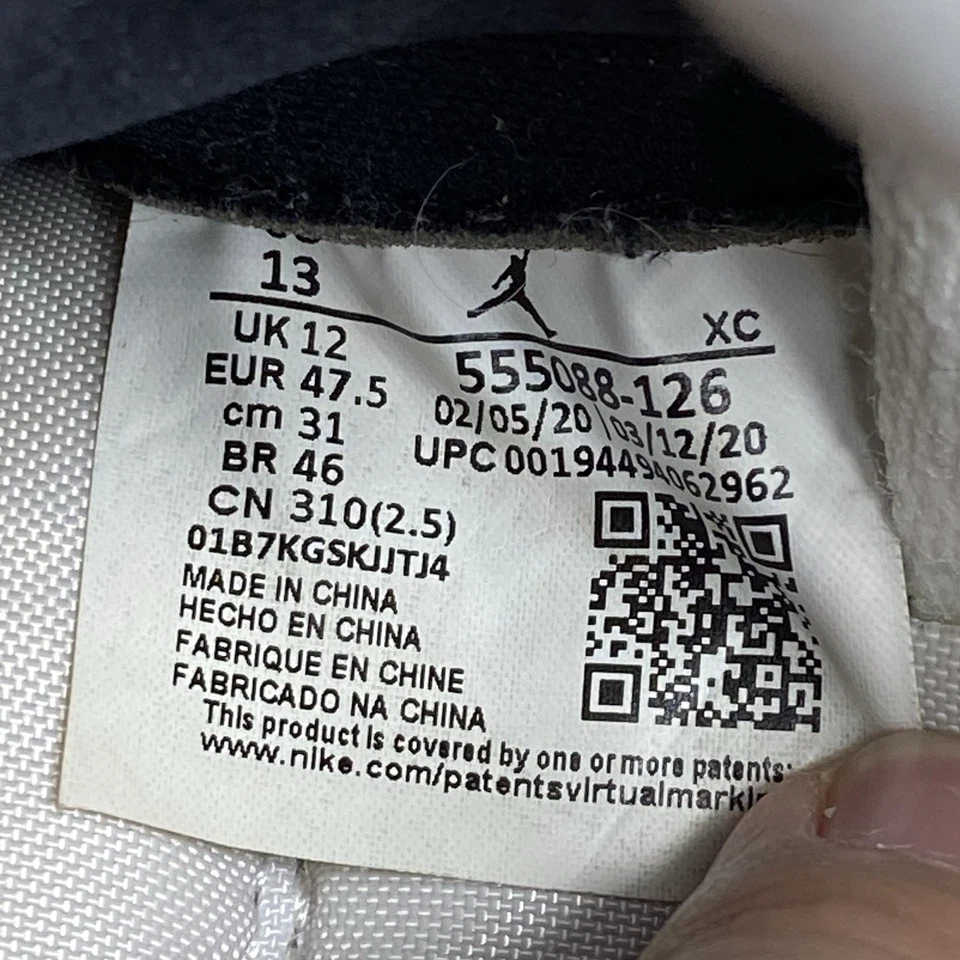 13
XC
UK 12
EUR 47.5
cm 31
BR 46
CN 310(2.5)
555088-126
02/05/20 03/12/20
UPC 00194494062962
01B7KGSKJJTJ4
MADE IN CHINA
HECHO EN CHINA
FABRIQUE EN CHINE
FABRICADO NA CHINA
This product is covered by one or more patents:
www.nike.com/patentsvirtualmarki